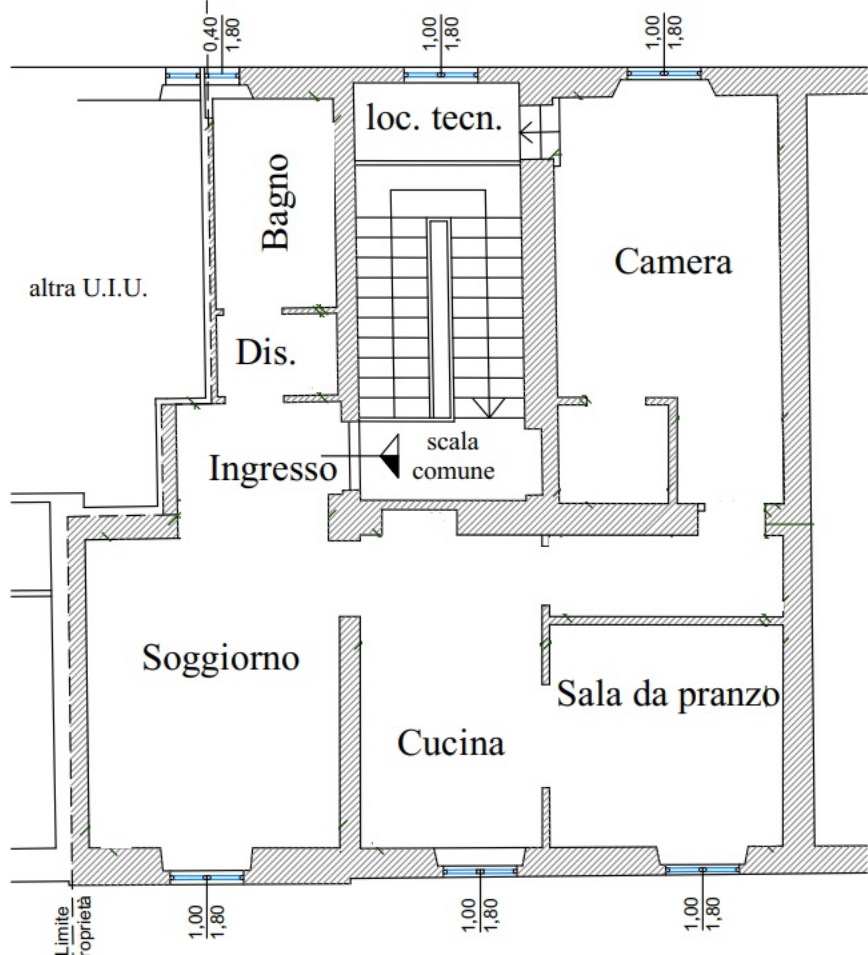 0,40
1,80
1,00
1,80
1,00
1,80
loc. tecn.
Bagno
Camera
altra U.I.U.
Dis.
Ingresso
scala
comune
Soggiorno
Sala da pranzo
Cucina
1,00
1,80
1,00
1,80
1,00
1,80
Limite
roprietà